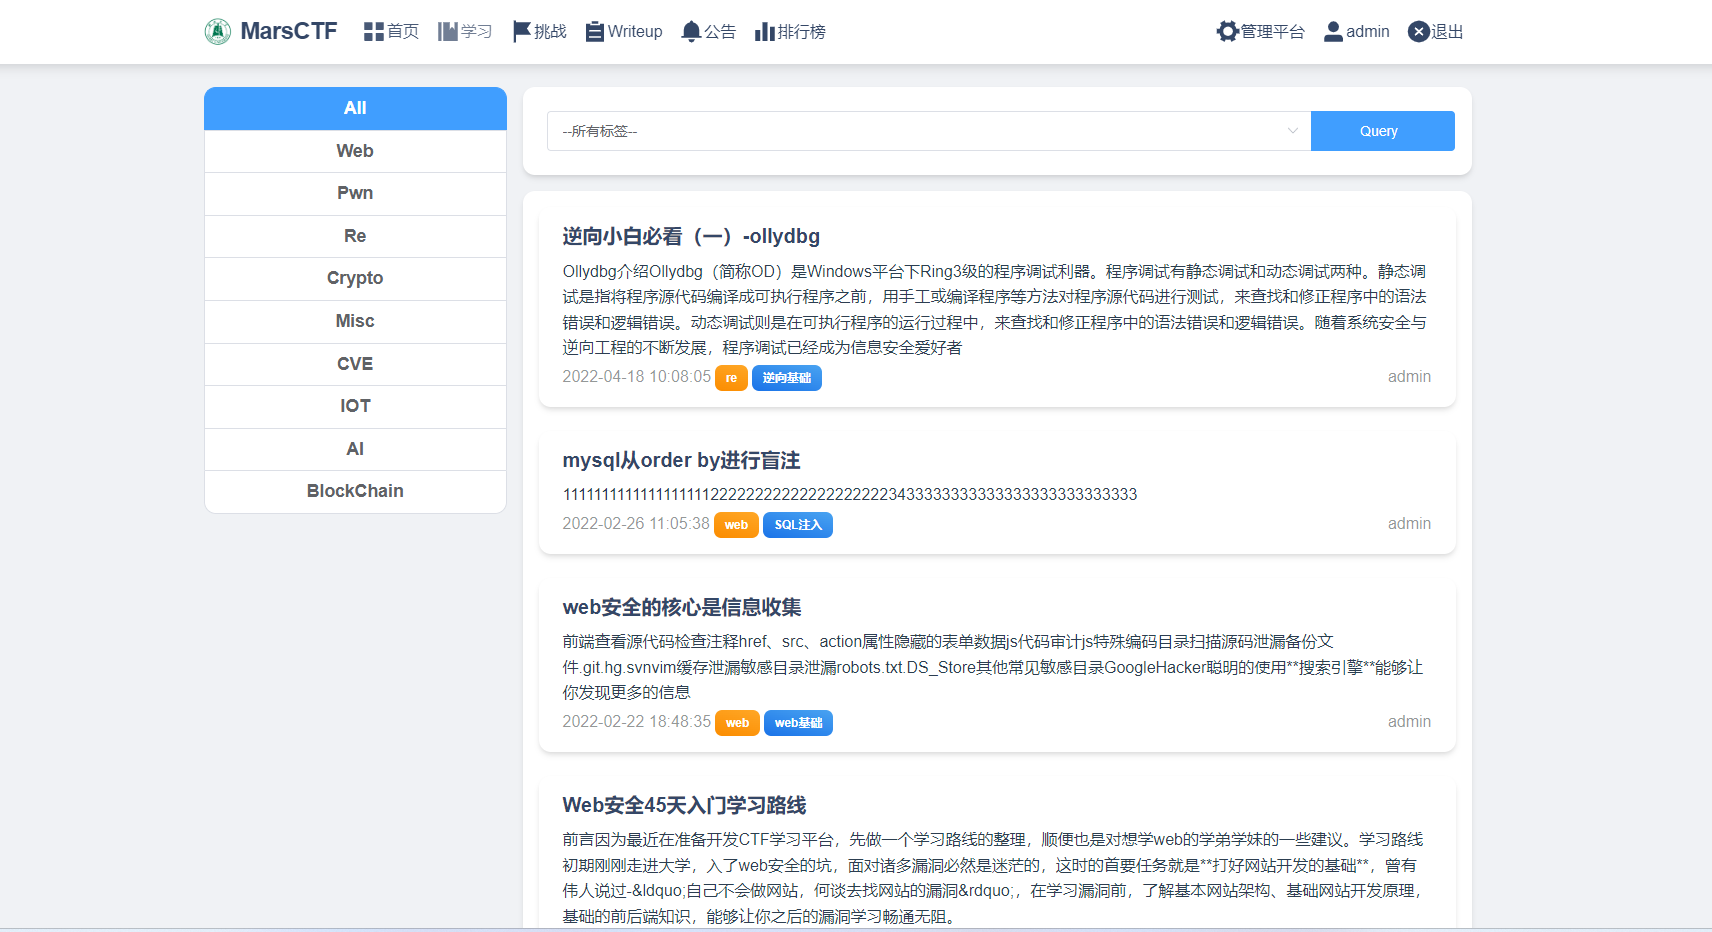 MarsCTF 首页 学习 挑战 Writeup 公告 排行榜 管理平台 admin 退出
All
Web
Pwn
Re
Crypto
Misc
CVE
IOT
AI
BlockChain
--所有标签-- Query
逆向小白必看（一）-ollydbg
Ollydbg介绍Ollydbg（简称OD）是Windows平台下Ring3级的程序调试利器。程序调试有静态调试和动态调试两种。静态调
试是指将程序源代码编译成可执行程序之前，用手工或编译程序等方法对程序源代码进行测试，来查找和修正程序中的语法
错误和逻辑错误。动态调试则是在可执行程序的运行过程中，来查找和修正程序中的语法错误和逻辑错误。随着系统安全与
逆向工程的不断发展，程序调试已经成为信息安全爱好者
2022-04-18 10:08:05 re 逆向基础 admin
mysql从order by进行盲注
2022-02-26 11:05:38 web SQL注入 admin
web安全的核心是信息收集
前端查看源代码检查注释href、src、action属性隐藏的表单数据js代码审计js特殊编码目录扫描源码泄漏备份文
件.git.hg.svnvim缓存泄漏敏感目录泄漏robots.txt.DS_Store其他常见敏感目录GoogleHacker聪明的使用**搜索引擎**能够让
你发现更多的信息
2022-02-22 18:48:35 web web基础 admin
Web安全45天入门学习路线
前言因为最近在准备开发CTF学习平台，先做一个学习路线的整理，顺便也是对想学web的学弟学妹的一些建议。学习路线
初期刚刚走进大学，入了web安全的坑，面对诸多漏洞必然是迷茫的，这时的首要任务就是**打好网站开发的基础**，曾有
伟人说过-&ldquo;自己不会做网站，何谈去找网站的漏洞&rdquo;，在学习漏洞前，了解基本网站架构、基础网站开发原理，
基础的前后端知识，能够让你之后的漏洞学习畅通无阻。